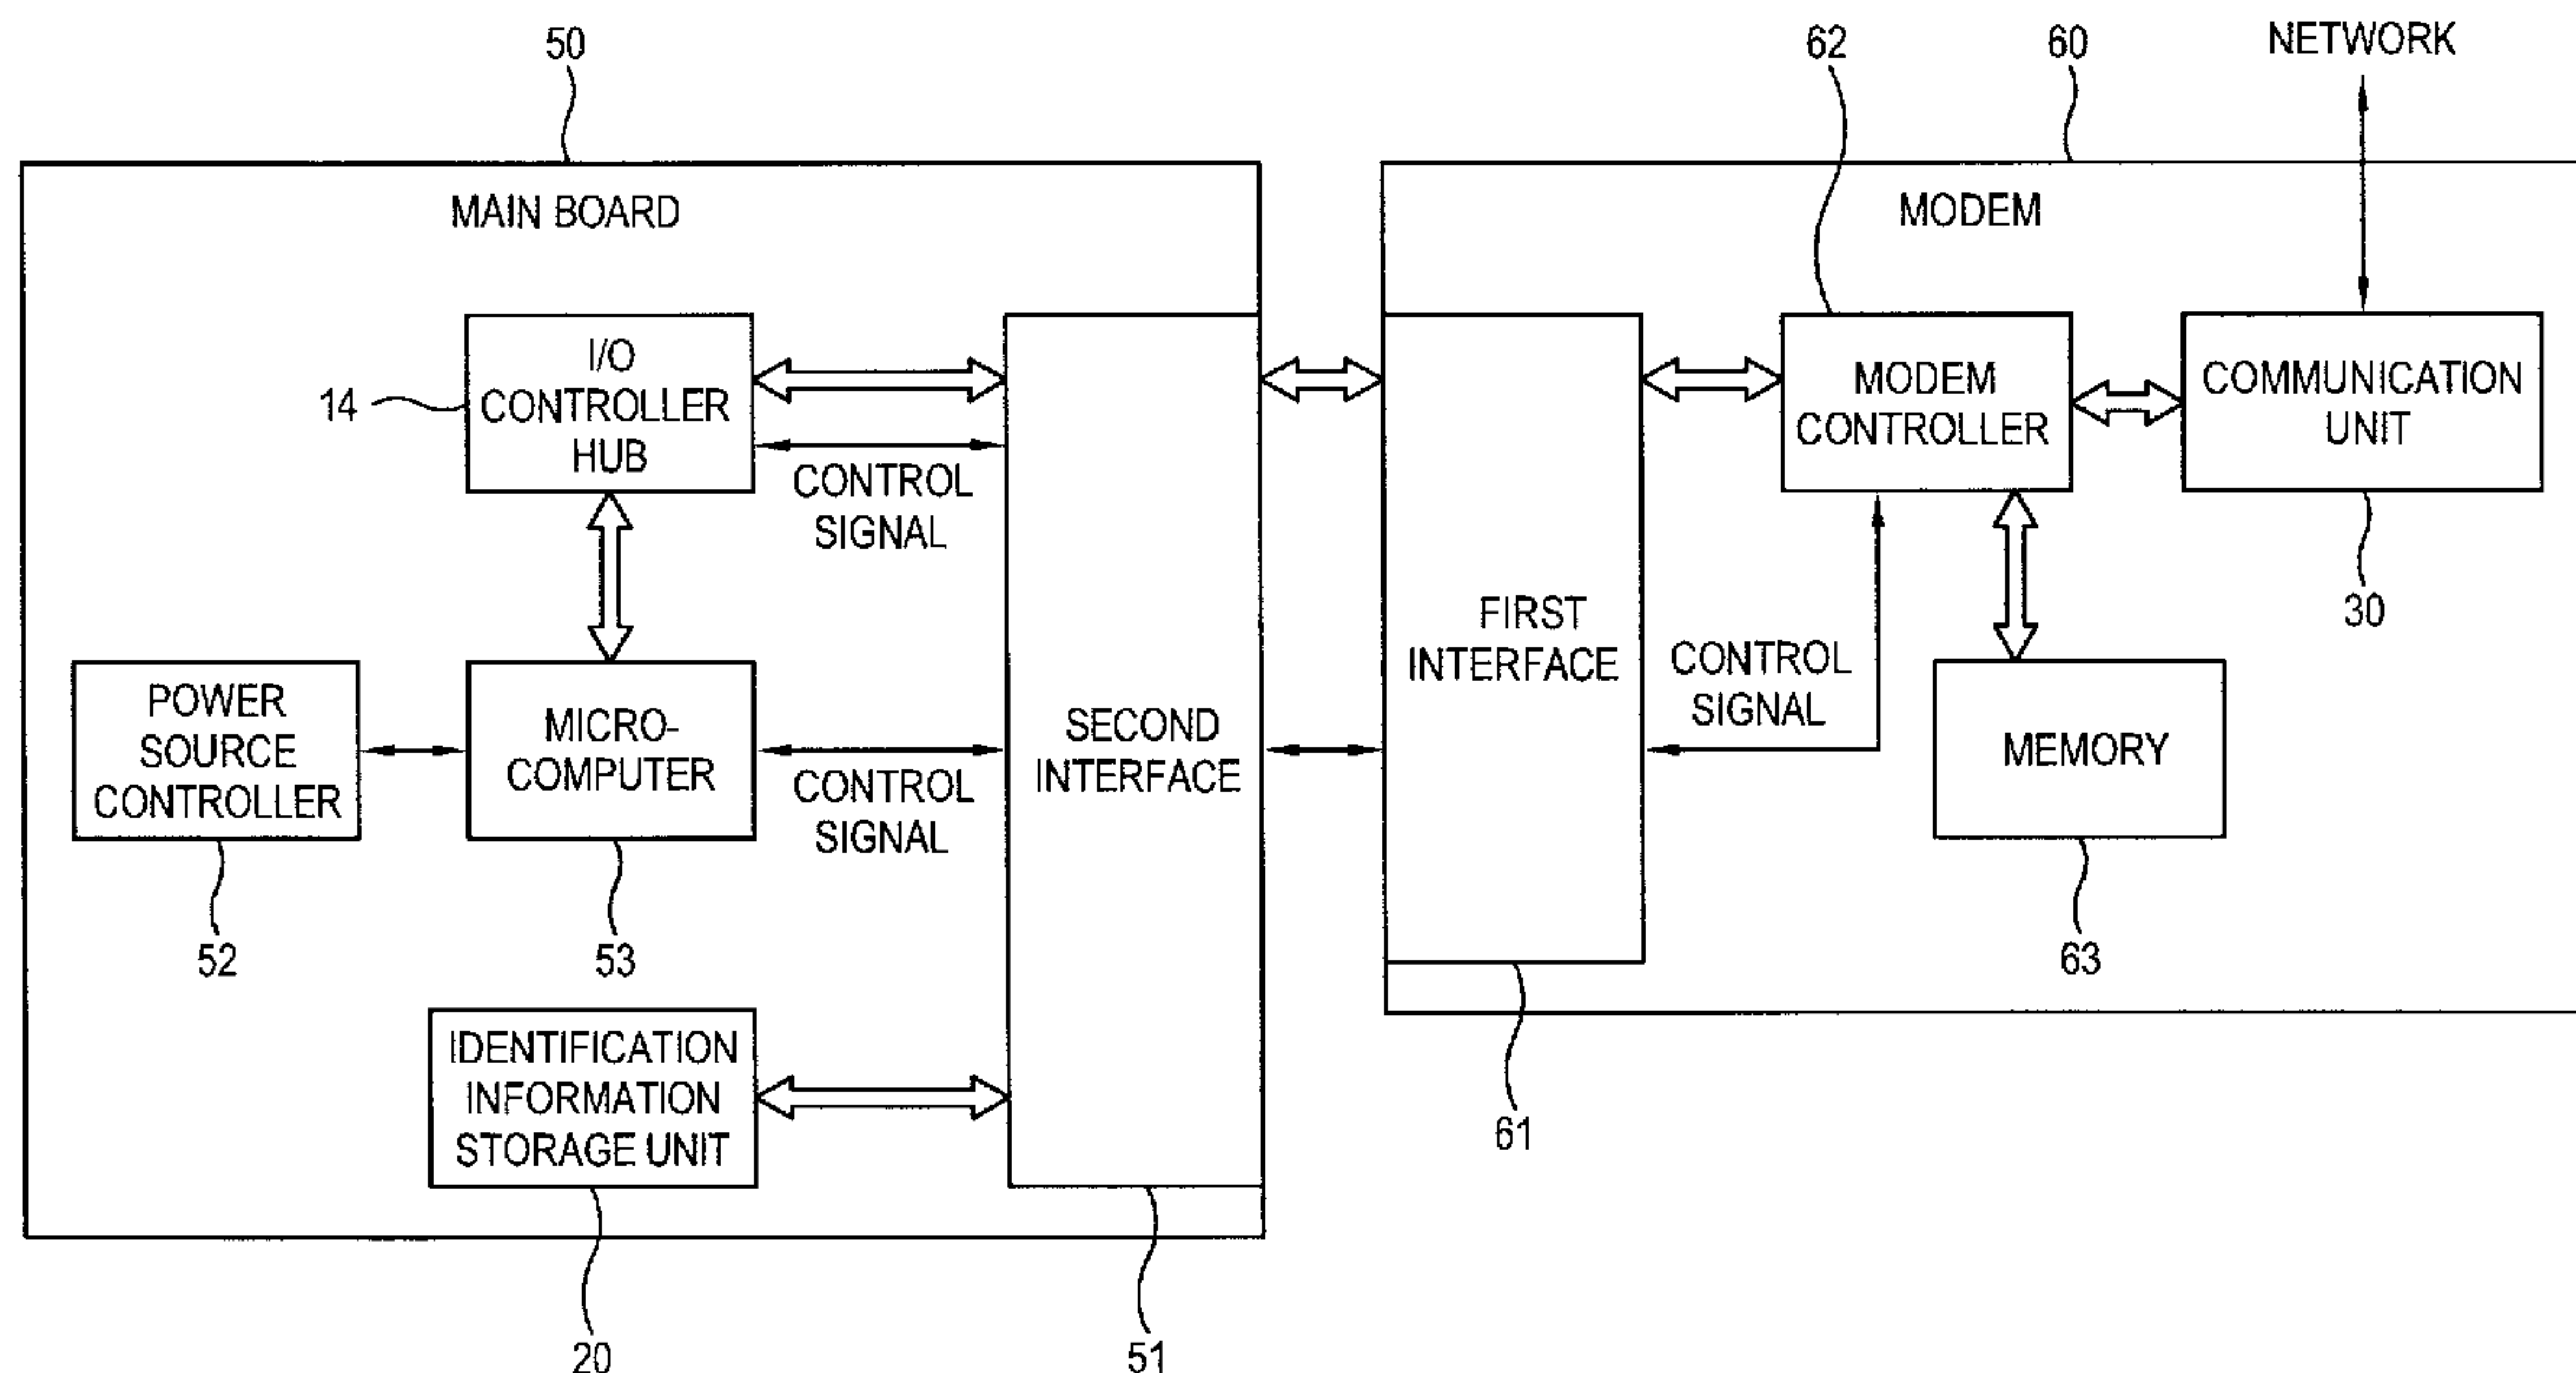 50
62
60
NETWORK
MAIN BOARD
MODEM
14
I/O
CONTROLLER
HUB
CONTROL
SIGNAL
MODEM
CONTROLLER
COMMUNICATION
UNIT
30
POWER
SOURCE
CONTROLLER
52
MICRO-
COMPUTER
53
CONTROL
SIGNAL
SECOND
INTERFACE
FIRST
INTERFACE
CONTROL
SIGNAL
MEMORY
63
IDENTIFICATION
INFORMATION
STORAGE UNIT
61
20
51